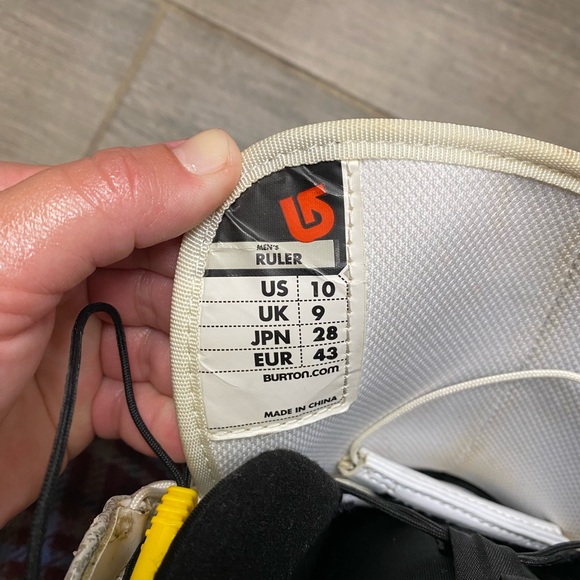 MEN's
RULER
US 10
UK 9
JPN 28
EUR 43
BURTON.COM
MADE IN CHINA